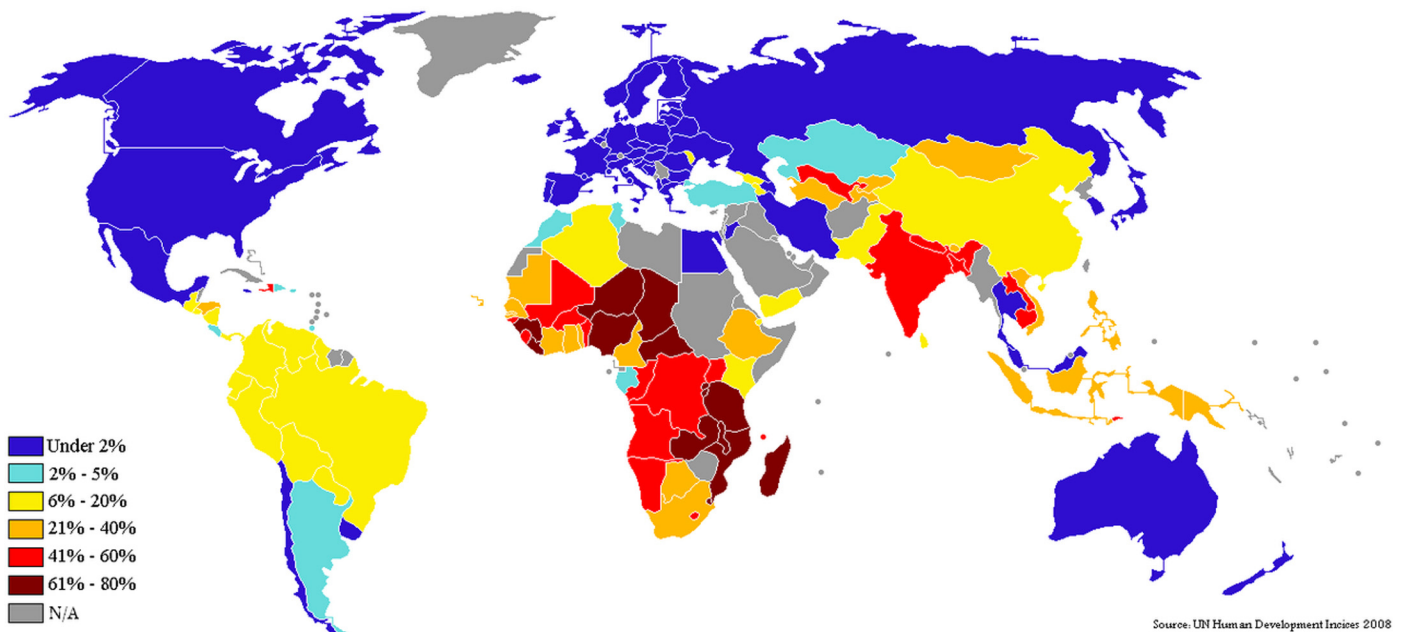 Under 2%
2% - 5%
6% - 20%
21% - 40%
41% - 60%
61% - 80%
N/A
Source: UN Human Development Incices 2008